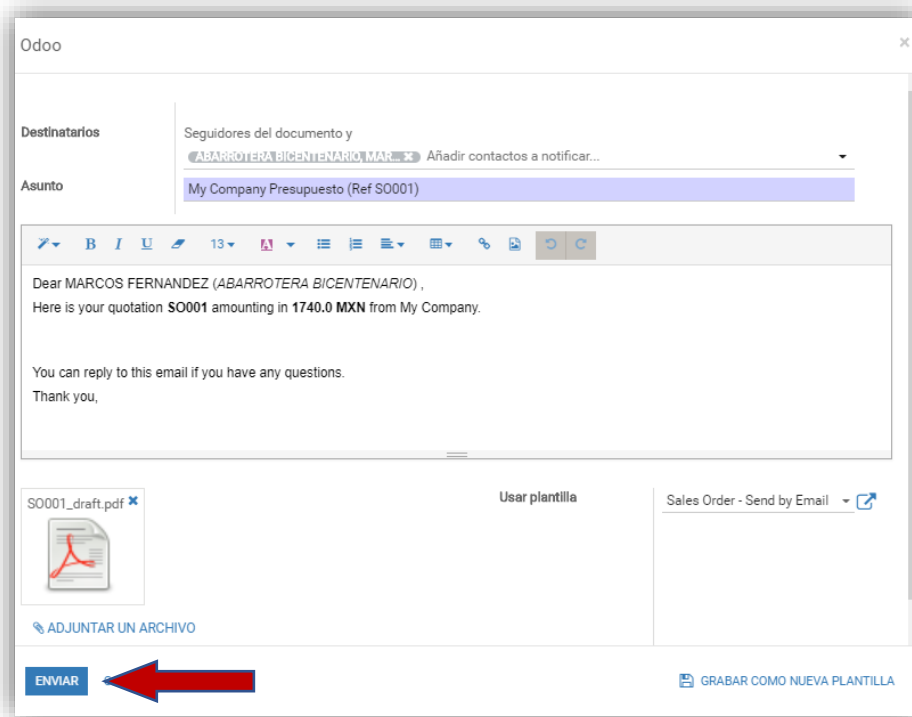 Odoo
Destinatarios
Seguidores del documento y
ABARROTERA BICENTENARIO, MAR... Añadir contactos a notificar...
Asunto
My Company Presupuesto (Ref SO001)
B I U 13 A
Dear MARCOS FERNANDEZ (ABARROTERA BICENTENARIO) ,
Here is your quotation SO001 amounting in 1740.0 MXN from My Company.
You can reply to this email if you have any questions.
Thank you,
SO001_draft.pdf
Usar plantilla
Sales Order - Send by Email
ADJUNTAR UN ARCHIVO
ENVIAR
GRABAR COMO NUEVA PLANTILLA